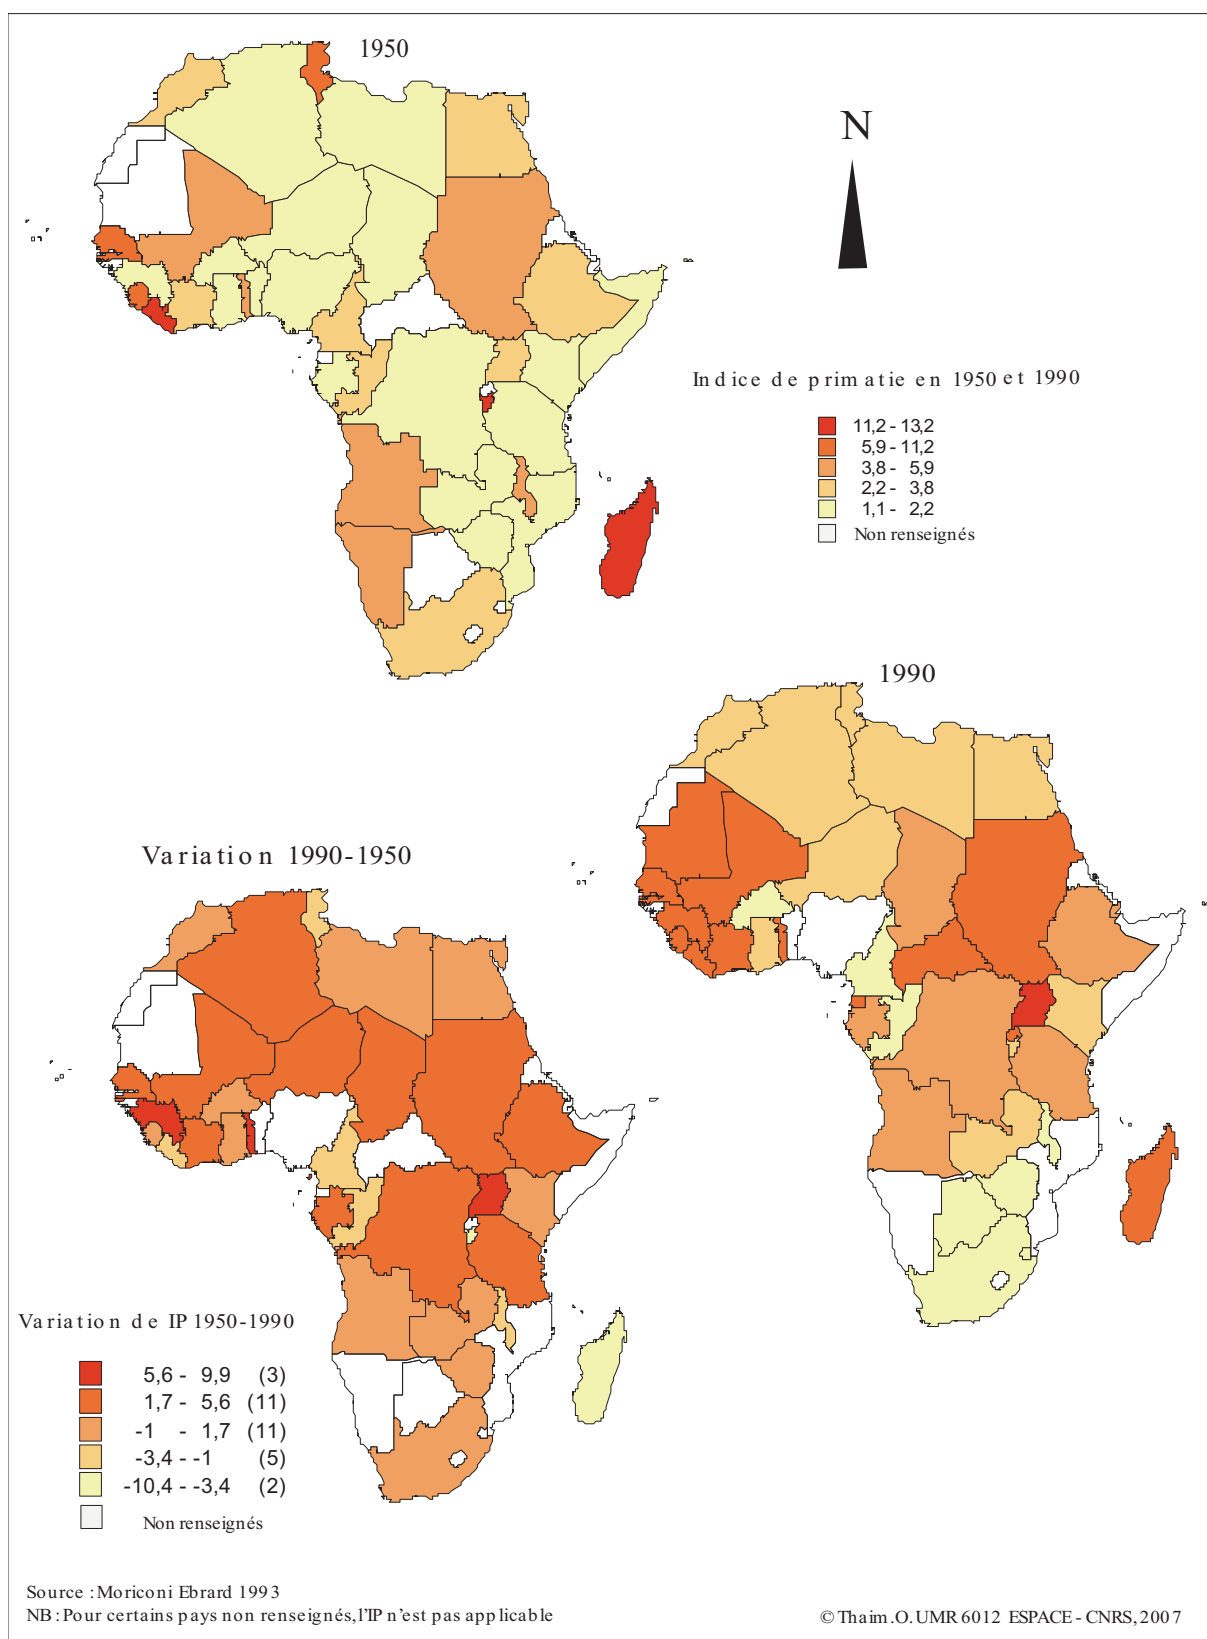 1950
N
Indice de primatie en 1950 et 1990
11,2 - 13,2
5,9 - 11,2
3,8 - 5,9
2,2 - 3,8
1,1 - 2,2
Non renseignés
1990
Variation 1990-1950
Variation de IP 1950-1990
5,6 - 9,9 (3)
1,7 - 5,6 (11)
-1 - 1,7 (11)
-3,4 - -1 (5)
-10,4 - -3,4 (2)
Non renseignés
Source : Moriconi Ebrard 1993
NB : Pour certains pays non renseignés, l'IP n'est pas applicable
© Thaim .O. UMR 6012 ESPACE - CNRS, 2007